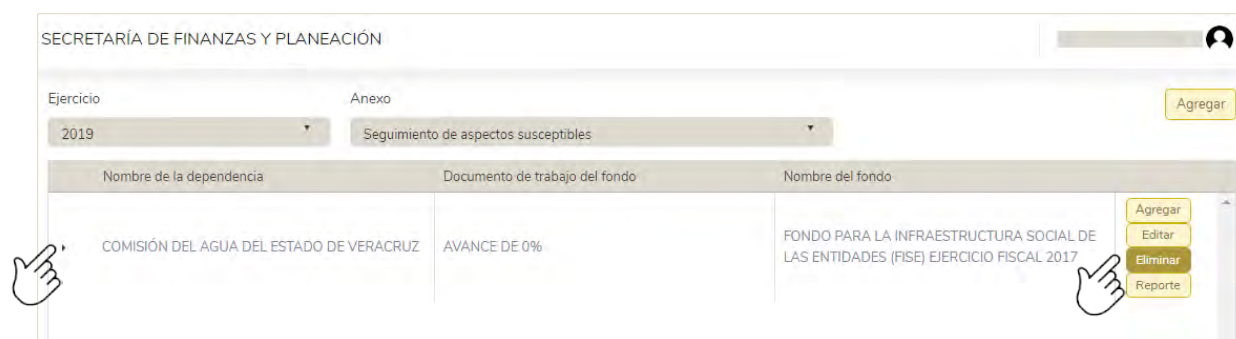 SECRETARÍA DE FINANZAS Y PLANEACIÓN
Ejercicio
Anexo
Agregar
2019
Seguimiento de aspectos susceptibles
Nombre de la dependencia
Documento de trabajo del fondo
Nombre del fondo
COMISIÓN DEL AGUA DEL ESTADO DE VERACRUZ
AVANCE DE 0%
FONDO PARA LA INFRAESTRUCTURA SOCIAL DE
LAS ENTIDADES (FISE) EJERCICIO FISCAL 2017
Agregar
Editar
Eliminar
Reporte